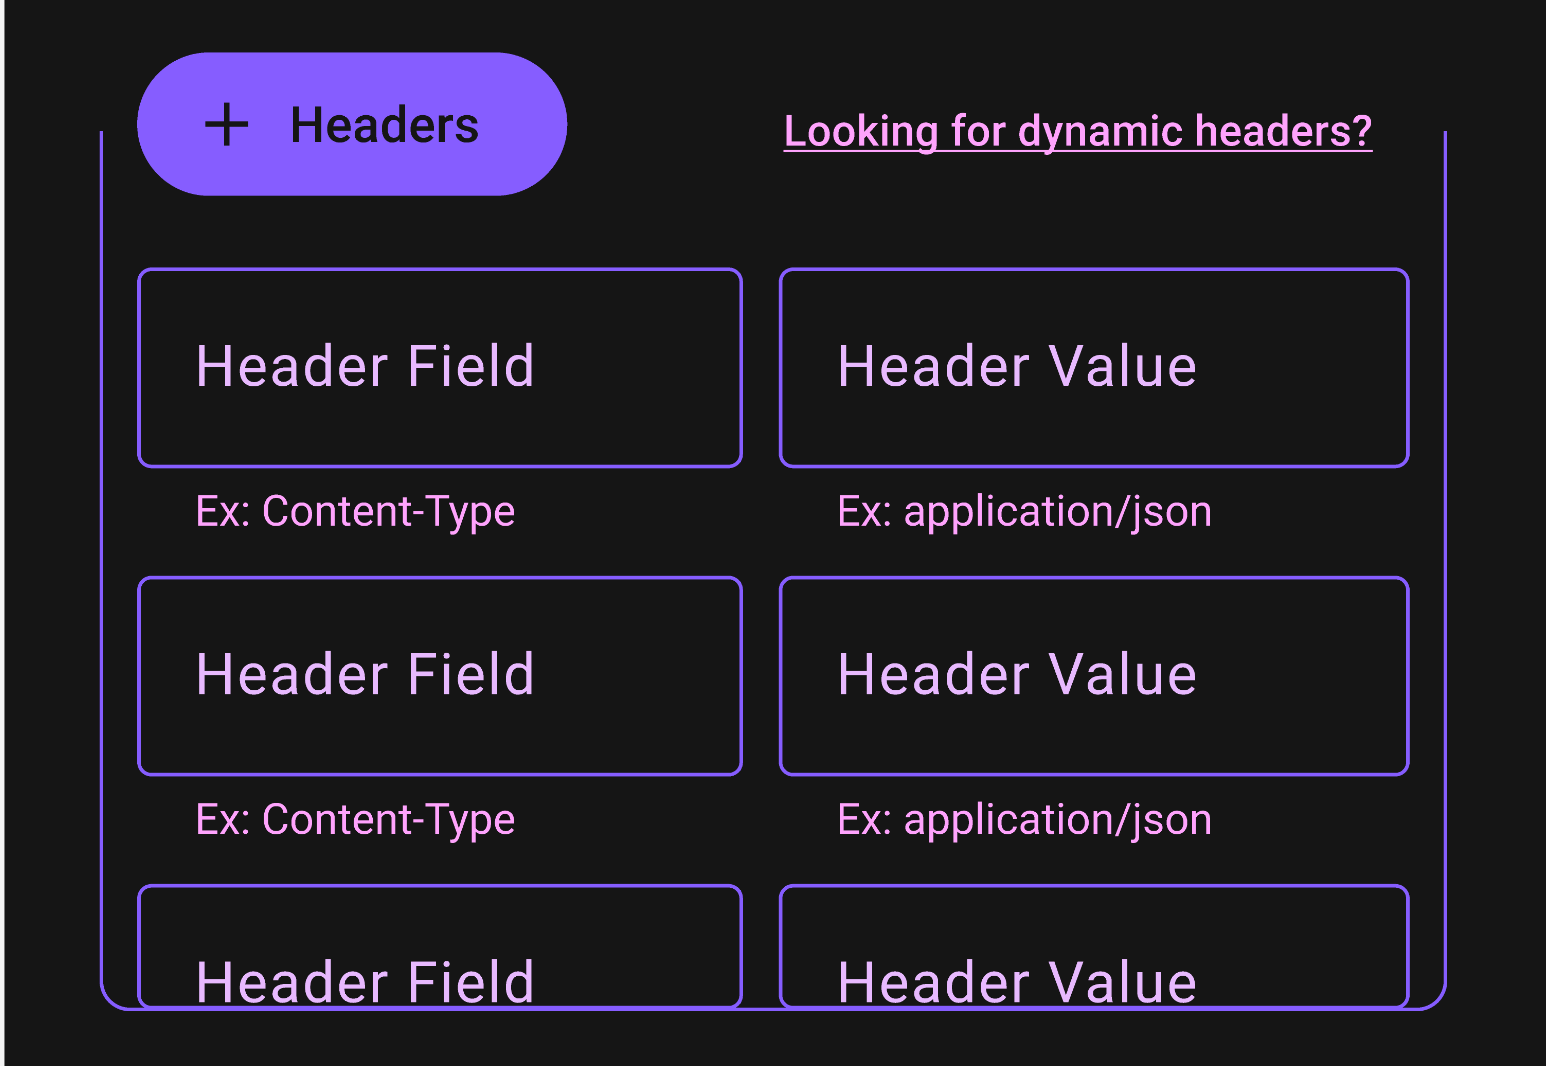 + Headers
Looking for dynamic headers?
Header Field
Header Value
Ex: Content-Type
Ex: application/json
Header Field
Header Value
Ex: Content-Type
Ex: application/json
Header Field
Header Value